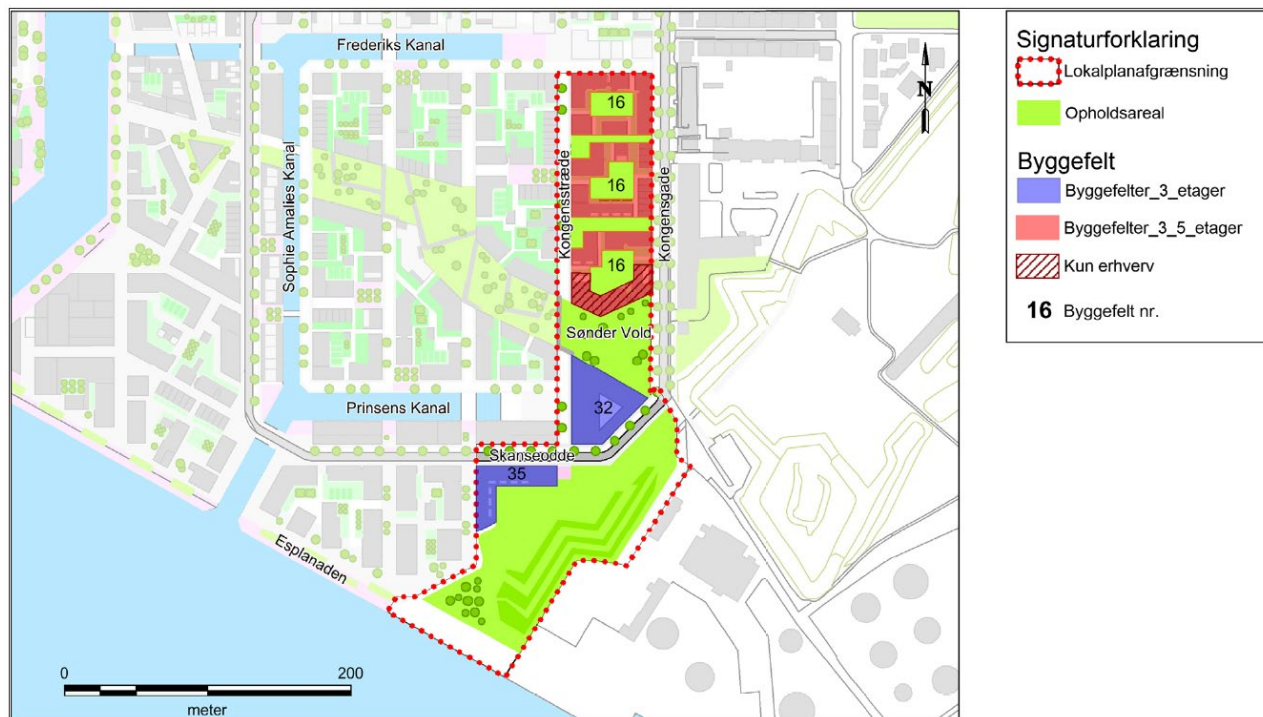 Frederiks Kanal
Sophie Amalies Kanal
Kongensstræde
Kongensgade
16
16
16
Sønder Vold
32
Prinsens Kanal
Skanseodde
35
Esplanaden
N
0 200
meter
Signaturforklaring
Lokalplanafgrænsning
Opholdsareal
Byggefelt
Byggefelter_3_etager
Byggefelter_3_5_etager
Kun erhverv
16 Byggefelt nr.